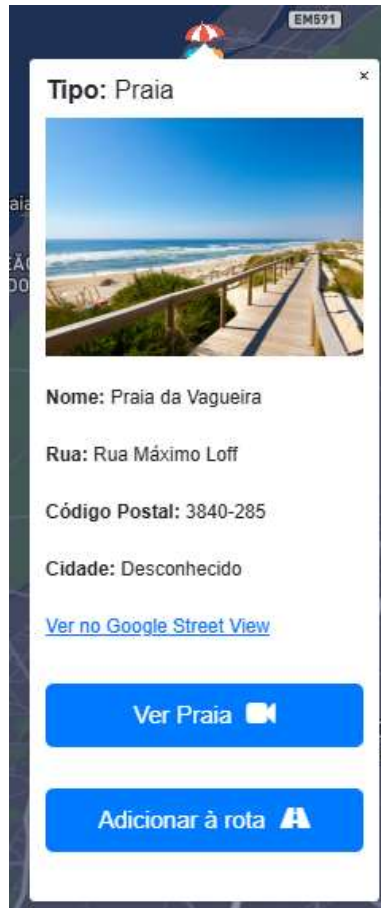 EM591
×
Tipo: Praia
Nome: Praia da Vagueira
Rua: Rua Máximo Loff
Código Postal: 3840-285
Cidade: Desconhecido
Ver no Google Street View
Ver Praia
Adicionar à rota